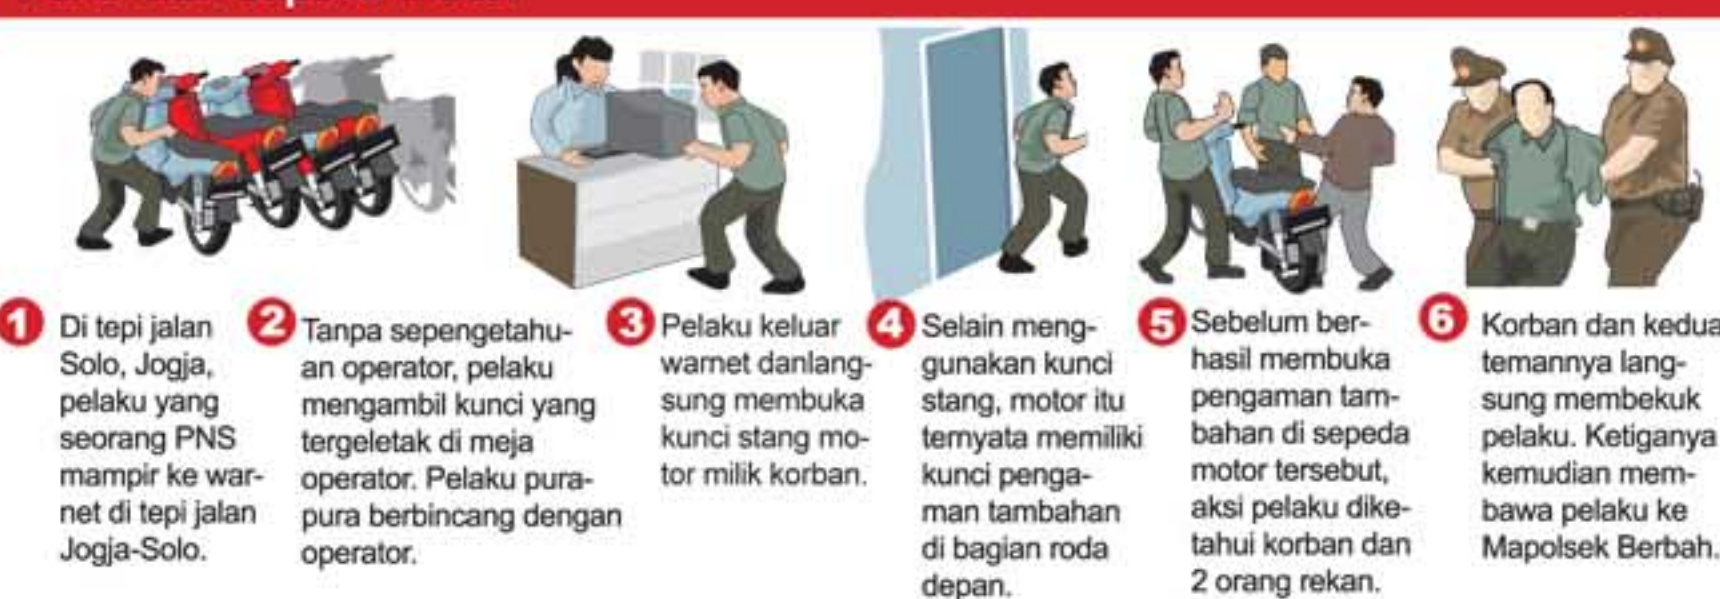 1
Di tepi jalan
Solo, Jogja,
pelaku yang
seorang PNS
mampir ke war-
net di tepi jalan
Jogja-Solo.
2
Tanpa sepengetahu-
an operator, pelaku
mengambil kunci yang
tergeletak di meja
operator. Pelaku pura-
pura berbincang dengan
operator.
3
Pelaku keluar
warnet danlang-
sung membuka
kunci stang mo-
tor milik korban.
4
Selain meng-
gunakan kunci
stang, motor itu
ternyata memiliki
kunci penga-
man tambahan
di bagian roda
depan.
5
Sebelum ber-
hasil membuka
pengaman tam-
bahan di sepeda
motor tersebut,
aksi pelaku dike-
tahui korban dan
2 orang rekan.
6
Korban dan kedua
temannya lang-
sung membekuk
pelaku. Ketiganya
kemudian mem-
bawa pelaku ke
Mapolsek Berbah.